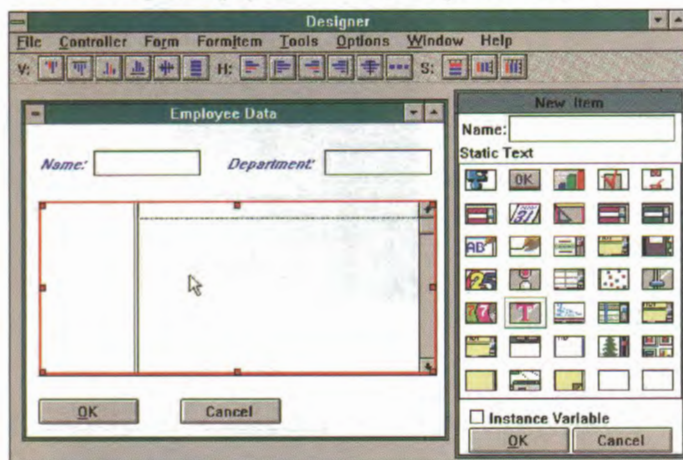 Designer
File Controller Form FormItem Tools Options Window Help
V: H: S:
Employee Data
Name: Department:
OK Cancel
New Item
Name:
Static Text
OK
Instance Variable
OK Cancel